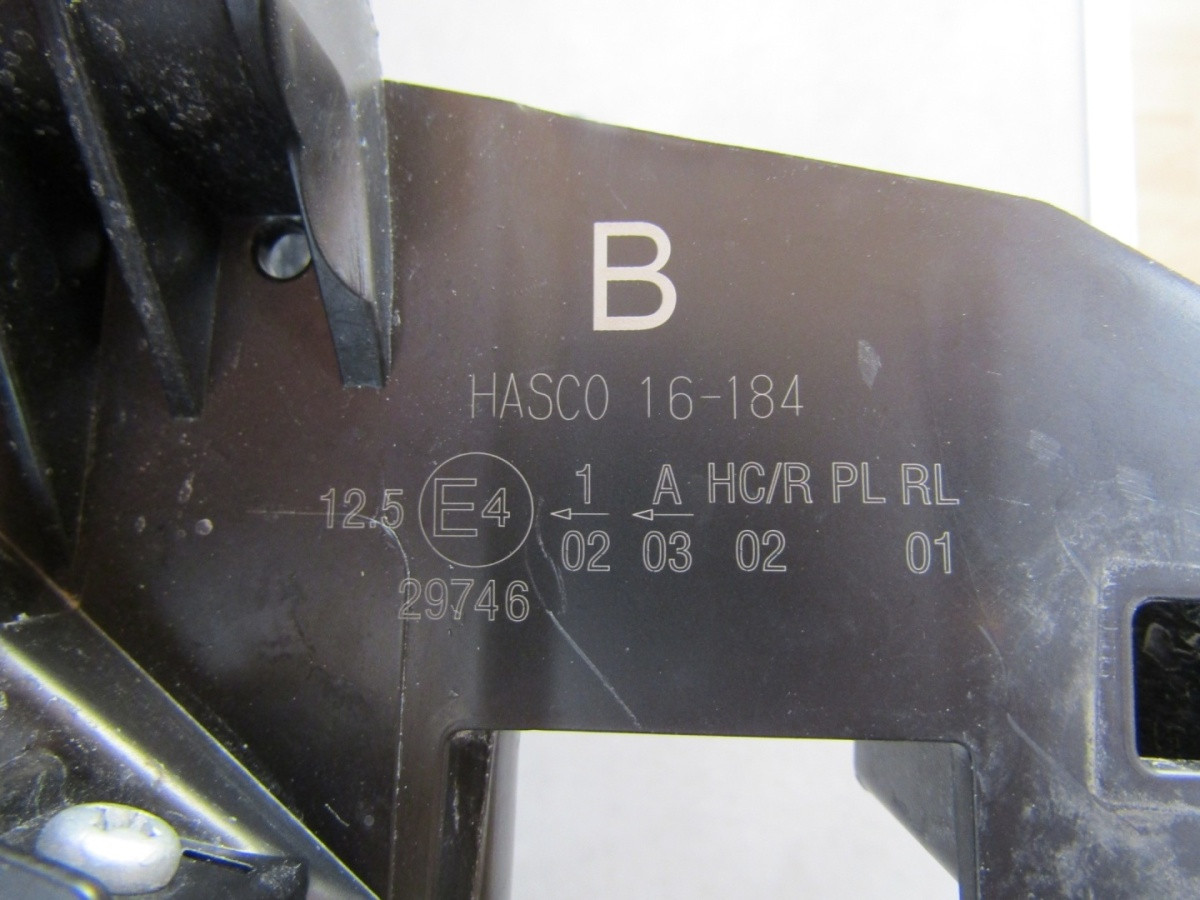 B
HASCO 16-184
1 A HC/R PL RL
12.5 E4 ← ←
02 03 02 01
29746